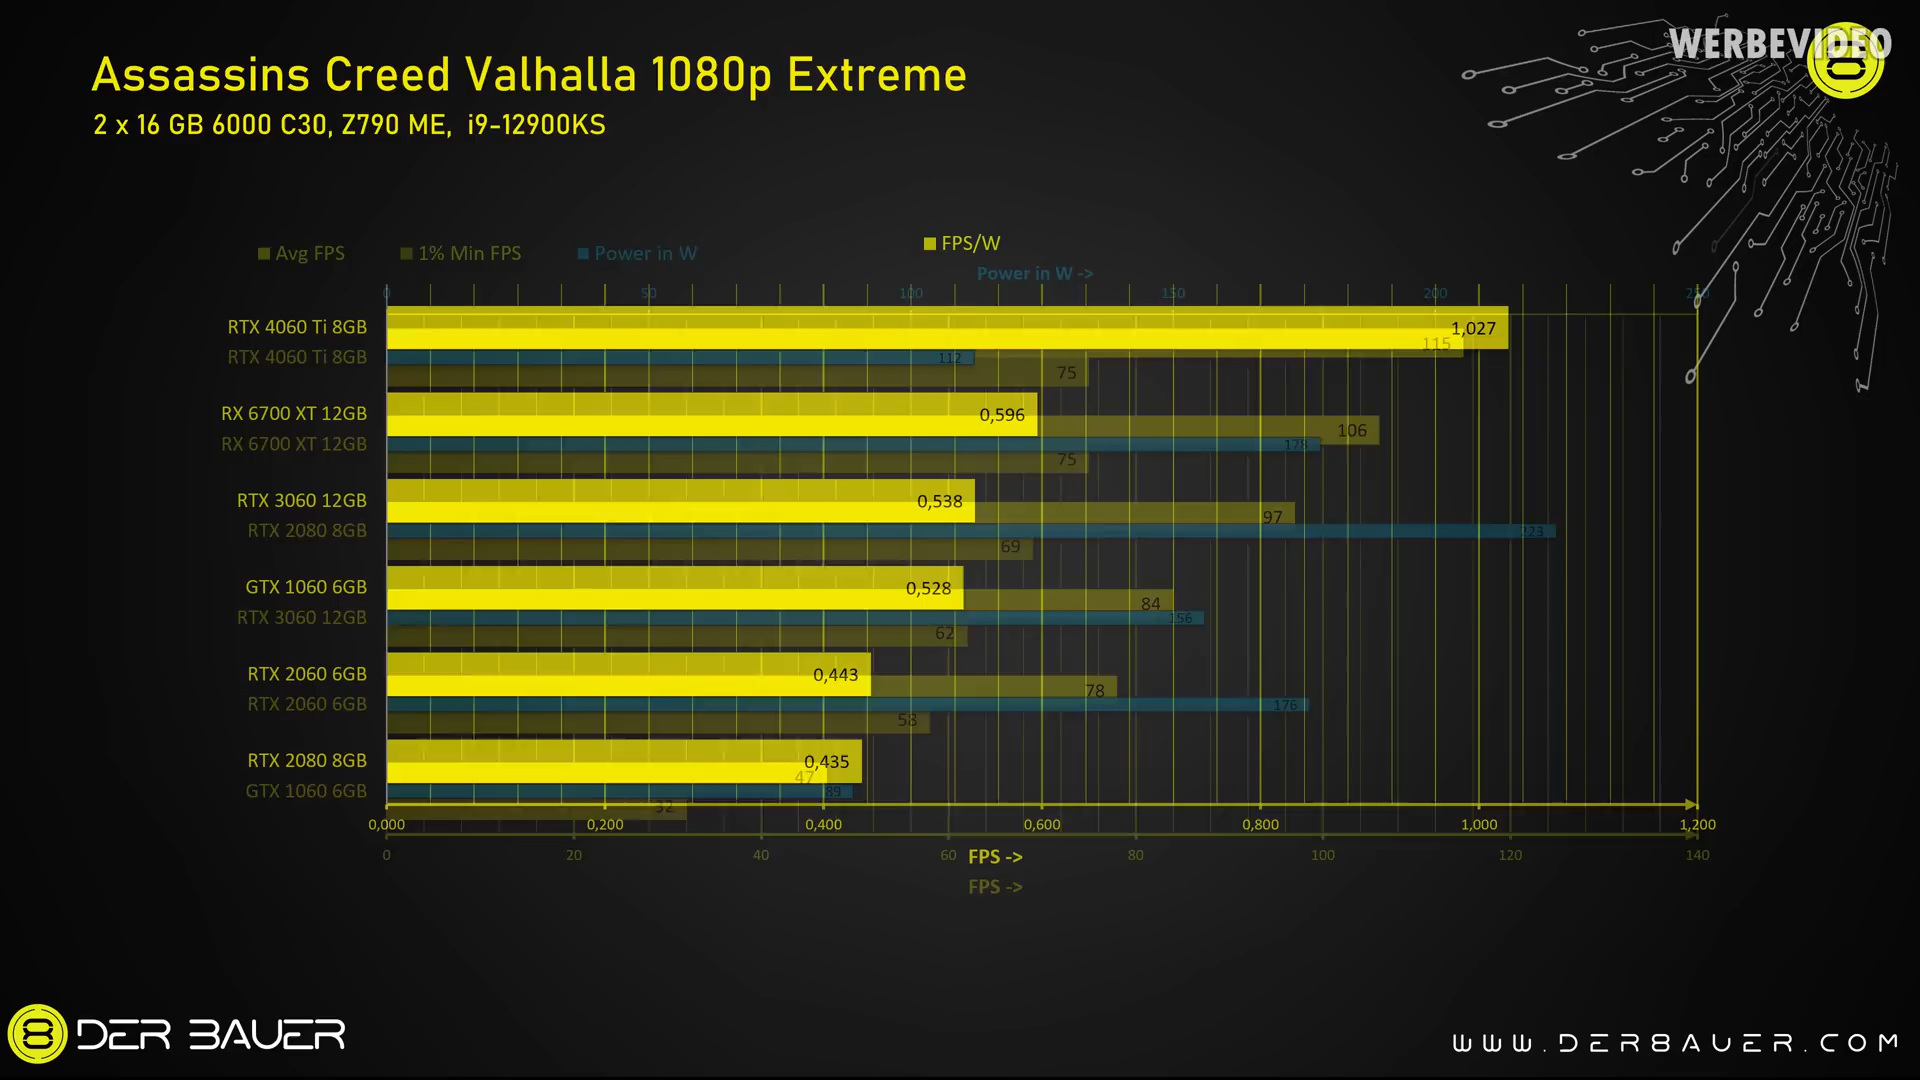 WERBEVIDEO
Assassins Creed Valhalla 1080p Extreme
2 x 16 GB 6000 C30, Z790 ME, i9-12900KS
FPS/W
Avg FPS 1% Min FPS Power in W
Power in W ->
0 50 100 150 200 250
RTX 4060 Ti 8GB 1,027
115
RTX 4060 Ti 8GB 112
75
RX 6700 XT 12GB 0,596
106
RX 6700 XT 12GB 178
75
RTX 3060 12GB 0,538
97
RTX 2080 8GB 223
69
GTX 1060 6GB 0,528
84
RTX 3060 12GB 156
62
RTX 2060 6GB 0,443
78
RTX 2060 6GB 176
58
RTX 2080 8GB 0,435
47
GTX 1060 6GB 89
32
0,000 0,200 0,400 0,600 0,800 1,000 1,200
0 20 40 60 80 100 120 140
FPS ->
FPS ->
DER BAUER
WWW.DER8AUER.COM